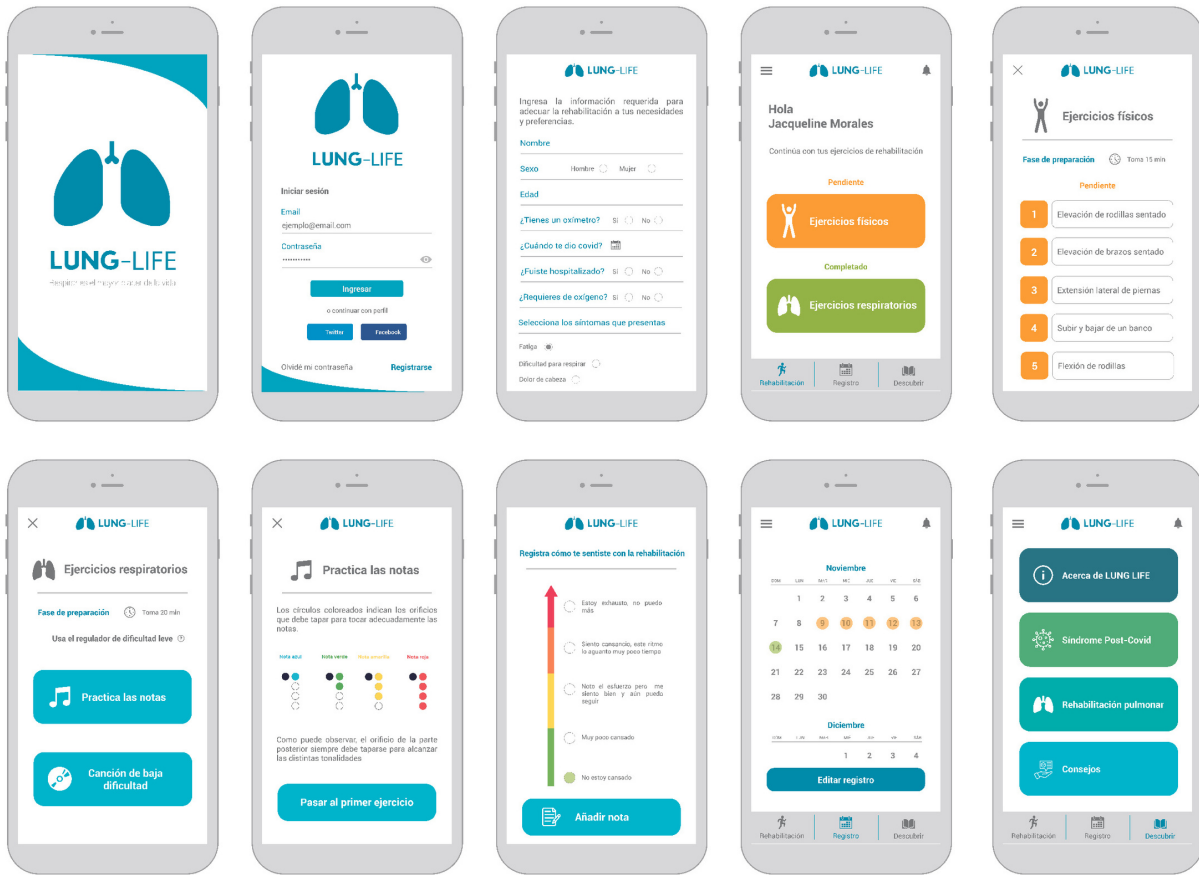 LUNG-LIFE
LUNG-LIFE
Iniciar sesión
Email
ejemplo@email.com
Contraseña
Ingresar
o continuar con perfil
Twitter
Facebook
Olvidé mi contraseña
Registrarse
LUNG-LIFE
Ingresa la información requerida para
adecuar la rehabilitación a tus necesidades
y preferencias.
Nombre
Sexo Hombre Mujer
Edad
¿Tienes un oxímetro? Si No
¿Cuándo te dio covid?
¿Fuiste hospitalizado? Si No
¿Requieres de oxígeno? Si No
Selecciona los síntomas que presentas
Fatiga
Dificultad para respirar
Dolor de cabeza
LUNG-LIFE
Hola
Jacqueline Morales
Continúa con tus ejercicios de rehabilitación
Pendiente
Ejercicios físicos
Completado
Ejercicios respiratorios
Rehabilitación
Registro
Descubrir
LUNG-LIFE
Ejercicios físicos
Fase de preparación Toma 15 min
Pendiente
1 Elevación de rodillas sentado
2 Elevación de brazos sentado
3 Extensión lateral de piernas
4 Subir y bajar de un banco
5 Flexión de rodillas
LUNG-LIFE
Ejercicios respiratorios
Fase de preparación Toma 30 min
Usa el regulador de dificultad leve ?
Practica las notas
Canción de baja
dificultad
LUNG-LIFE
Practica las notas
Los círculos coloreados indican los orificios
que debe tapar para tocar adecuadamente las
notas.
Nota azul Nota verde Nota amarilla Nota roja
Como puede observar, el orificio de la parte
posterior siempre debe taparse para alcanzar
las distintas tonalidades
Pasar al primer ejercicio
LUNG-LIFE
Registra cómo te sentiste con la rehabilitación
Estoy exhausto, no puedo
más
Siento cansancio, este ritmo
lo aguanto muy poco tiempo
Noto el esfuerzo pero me
siento bien y aún puedo
seguir
Muy poco cansado
No estoy cansado
Añadir nota
LUNG-LIFE
Noviembre
DOM LUN MAR MIE JUE VIE SÁB
1 2 3 4 5 6
7 8 9 10 11 12 13
14 15 16 17 18 19 20
21 22 23 24 25 26 27
28 29 30
Diciembre
DOM LUN MAR MIE JUE VIE SÁB
1 2 3 4
Editar registro
Rehabilitación
Registro
Descubrir
LUNG-LIFE
Acerca de LUNG LIFE
Síndrome Post-Covid
Rehabilitación pulmonar
Consejos
Rehabilitación
Registro
Descubrir